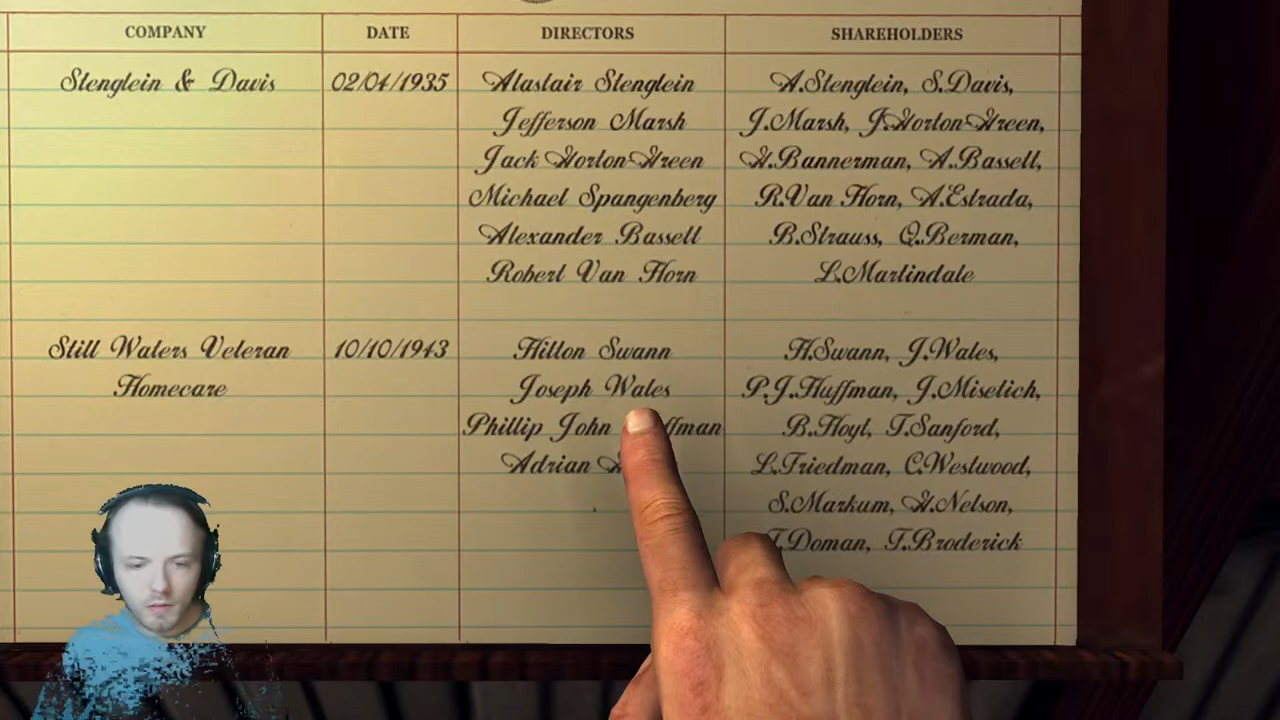 COMPANY DATE DIRECTORS SHAREHOLDERS
Stenglein & Davis 02/04/1935 Alastair Stenglein A.Stenglein, S.Davis,
Jefferson Marsh J.Marsh, J.Horton-Green,
Jack Horton-Green H.Bannerman, A.Bassell,
Michael Spangenberg R.Van Horn, A.Estrada,
Alexander Bassell B.Strauss, Q.Berman,
Robert Van Horn L.Martindale
Still Waters Veteran 10/10/1943 Hilton Swann H.Swann, J.Wales,
Homecare Joseph Wales P.J.Huffman, J.Misetich,
Phillip John B.Hoyt, T.Sanford,
Adrian L.Friedman, C.Westwood,
S.Markum, H.Nelson,
T.Doman, T.Broderick